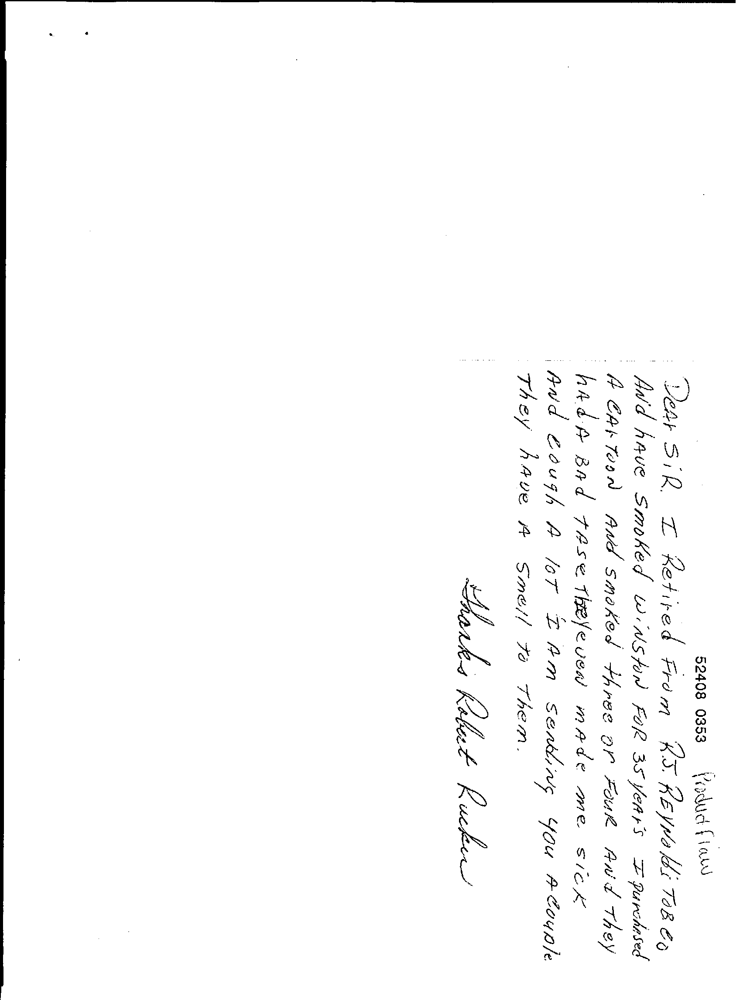 52408 0353
Product Flaw
Dear SiR. I Retired From RJ. REYNolds TOB CO
ANd hAve smoked wiNstoN FOR 35 yeAr's I purchased
A CArTooN ANd smoked three or Four ANd They
hAd A BAd TAse They even mAde me sick
ANd cough A loT I Am sending you A couple
They hAve A smell To Them.
Thanks Robert Rucker